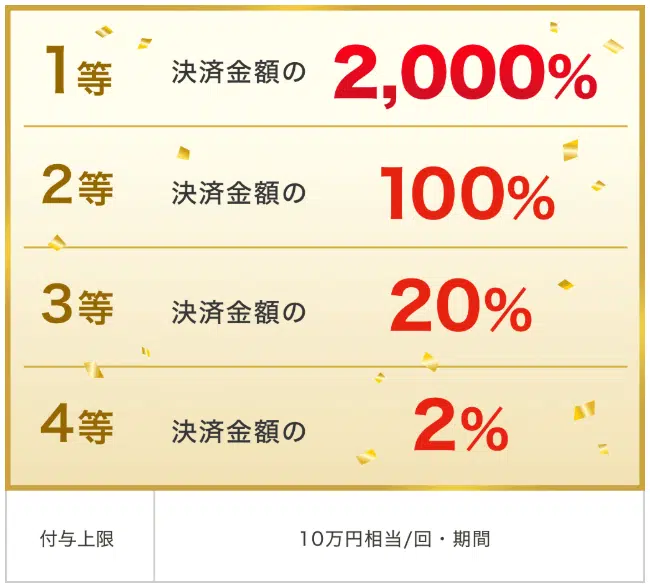 1等 決済金額の 2,000%
2等 決済金額の 100%
3等 決済金額の 20%
4等 決済金額の 2%
付与上限 10万円相当/回・期間